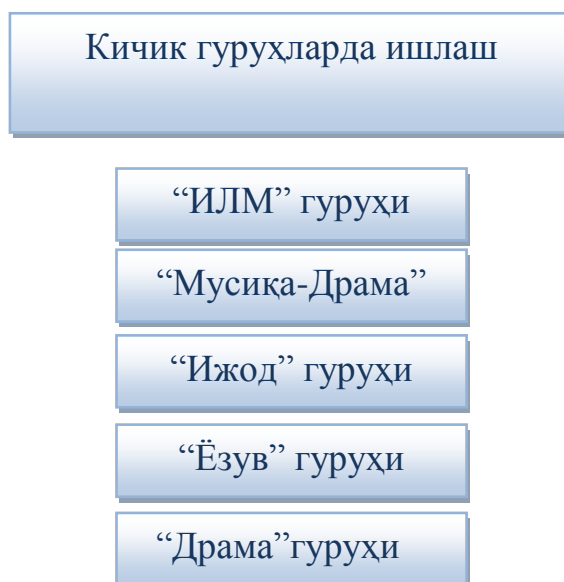 Кичик гуруҳларда ишлаш
“ИЛМ” гуруҳи
“Мусиқа-Драма”
“Ижод” гуруҳи
“Ёзув” гуруҳи
“Драма”гуруҳи